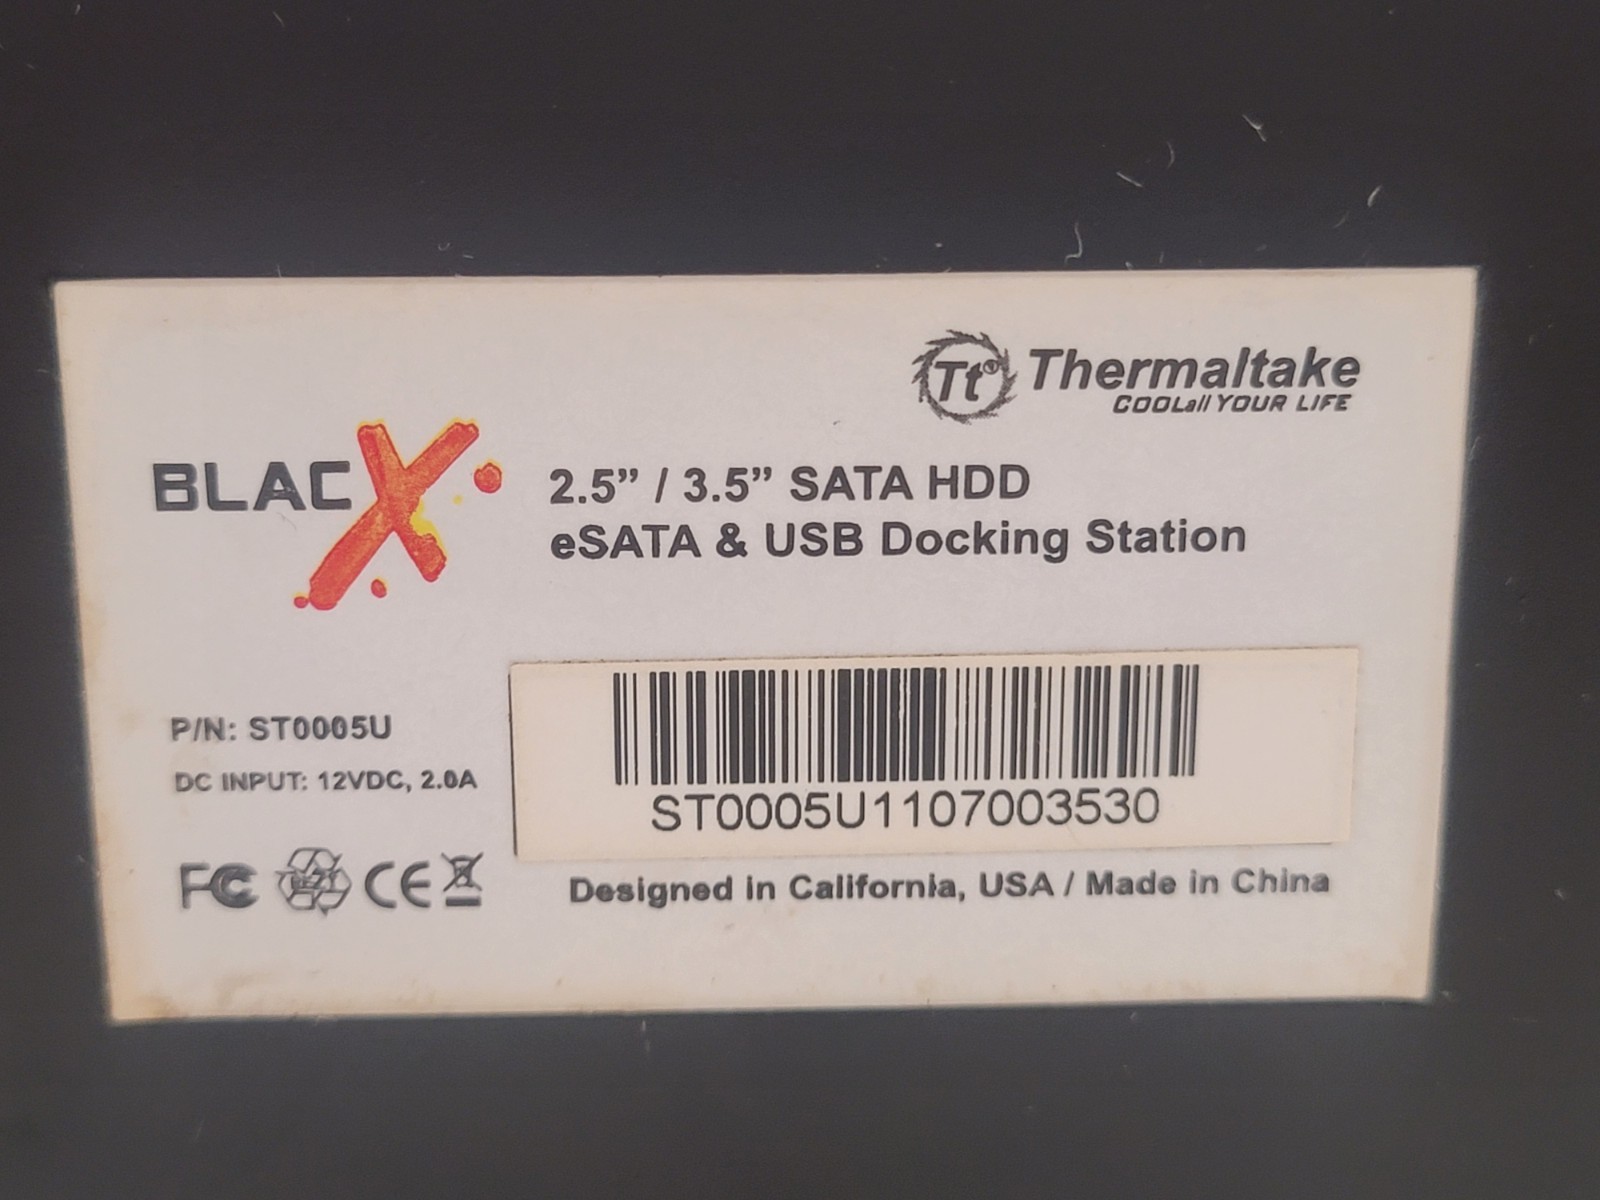 Tt® Thermaltake
COOLall YOUR LIFE
BLACX
2.5” / 3.5” SATA HDD
eSATA & USB Docking Station
P/N: ST0005U
DC INPUT: 12VDC, 2.0A
ST0005U1107003530
FC CE
Designed in California, USA / Made in China